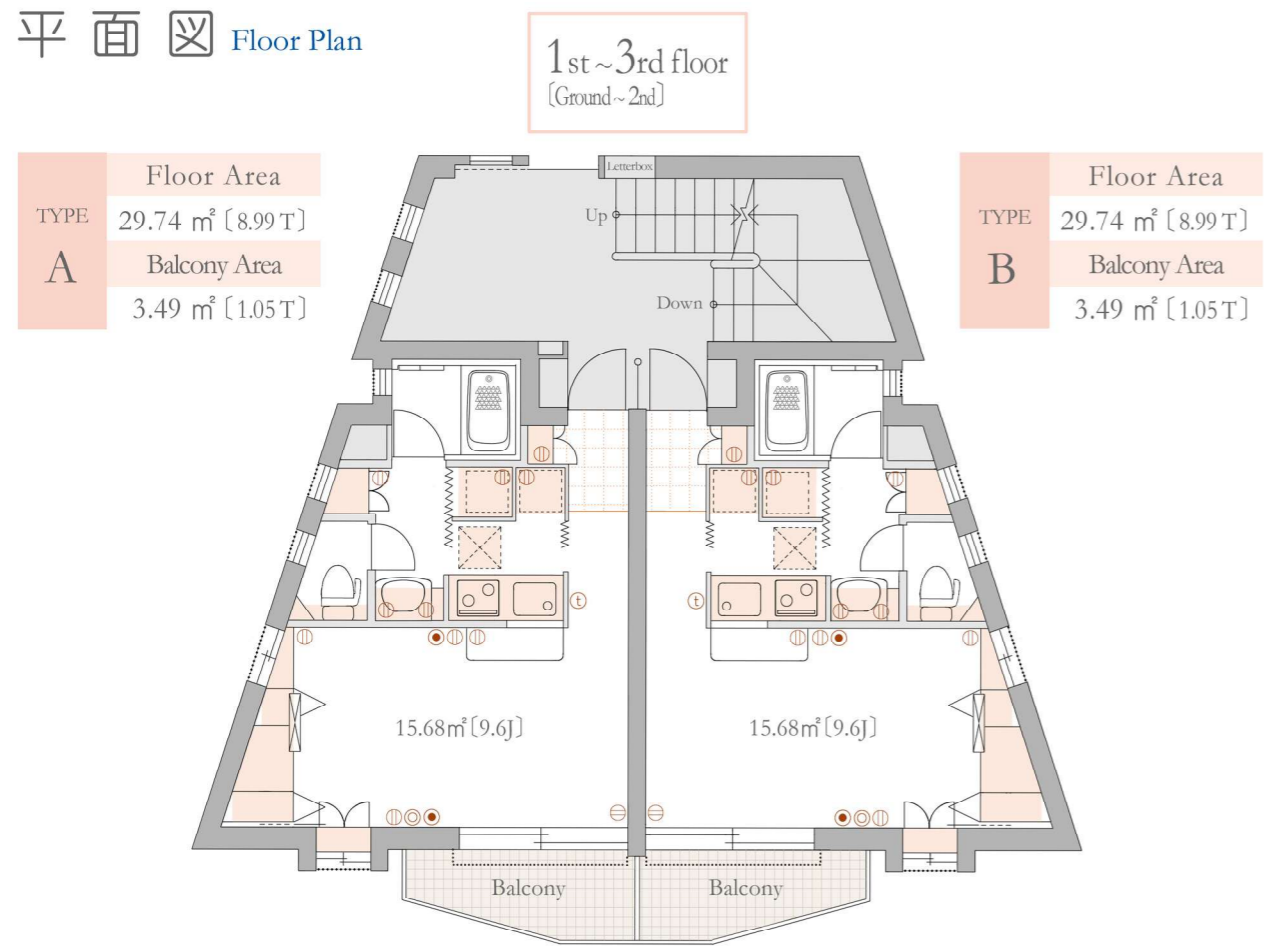 平面図 Floor Plan
1st~3rd floor
〔Ground~2nd〕
TYPE
A
Floor Area
29.74 ㎡〔8.99 T〕
Balcony Area
3.49 ㎡〔1.05 T〕
TYPE
B
Floor Area
29.74 ㎡〔8.99 T〕
Balcony Area
3.49 ㎡〔1.05 T〕
Letterbox
Up
Down
t
t
15.68㎡〔9.6J〕
15.68㎡〔9.6J〕
Balcony
Balcony